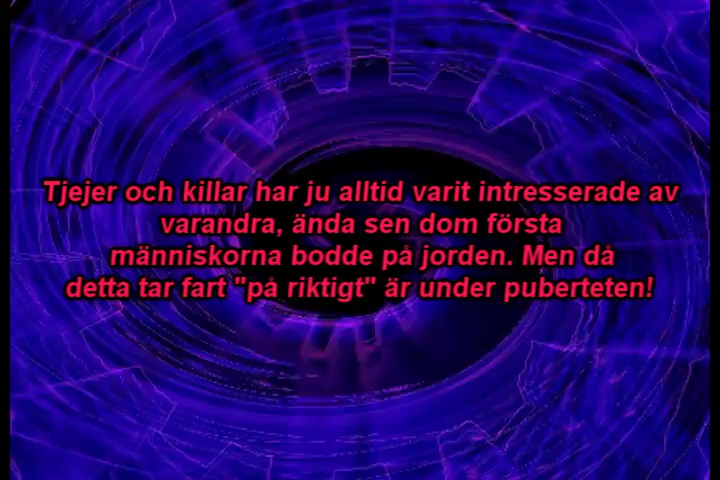 Tjejer och killar har ju alltid varit intresserade av
varandra, ända sen dom första
människorna bodde på jorden. Men då
detta tar fart "på riktigt" är under puberteten!